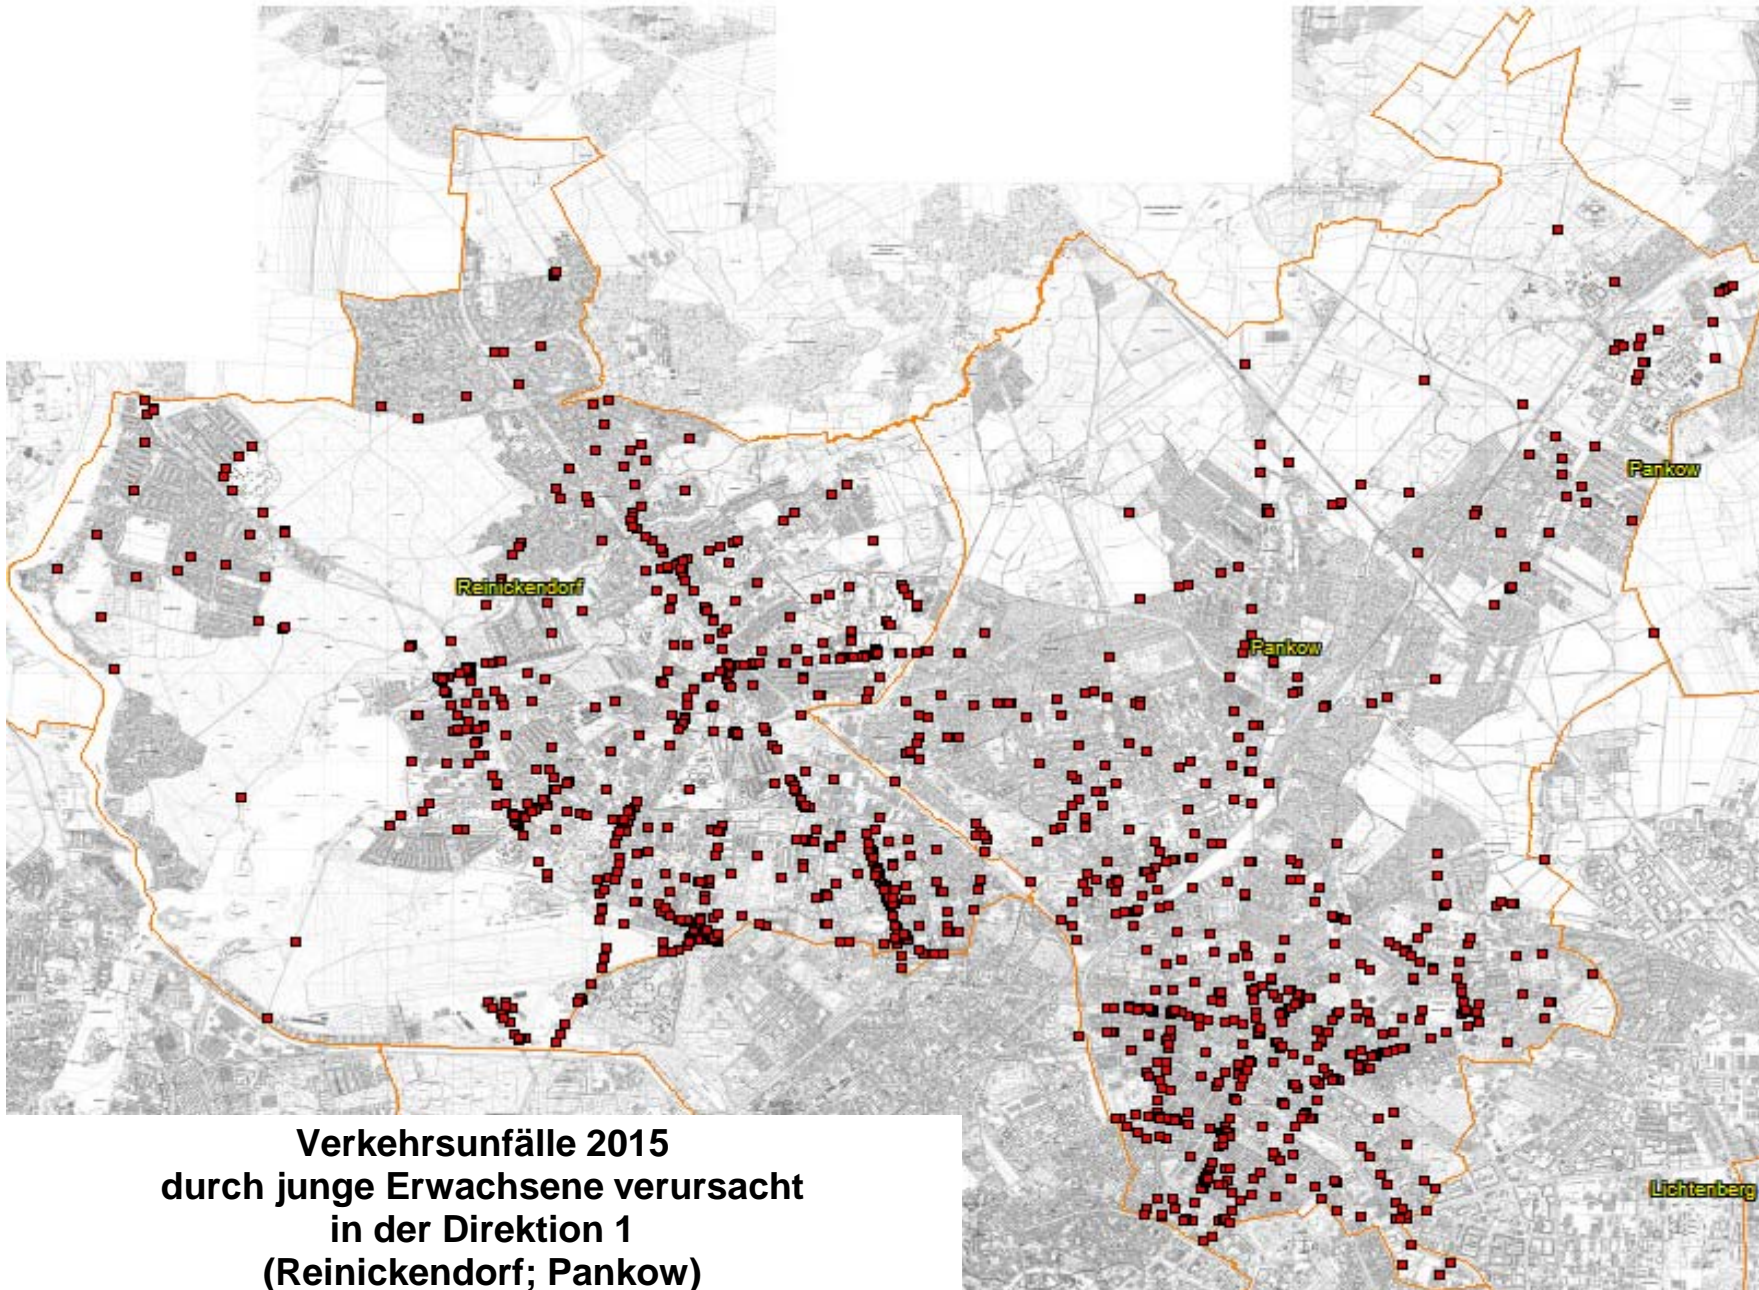 Pankow
Reinickendorf
Pankow
Lichtenberg
Verkehrsunfälle 2015
durch junge Erwachsene verursacht
in der Direktion 1
(Reinickendorf; Pankow)